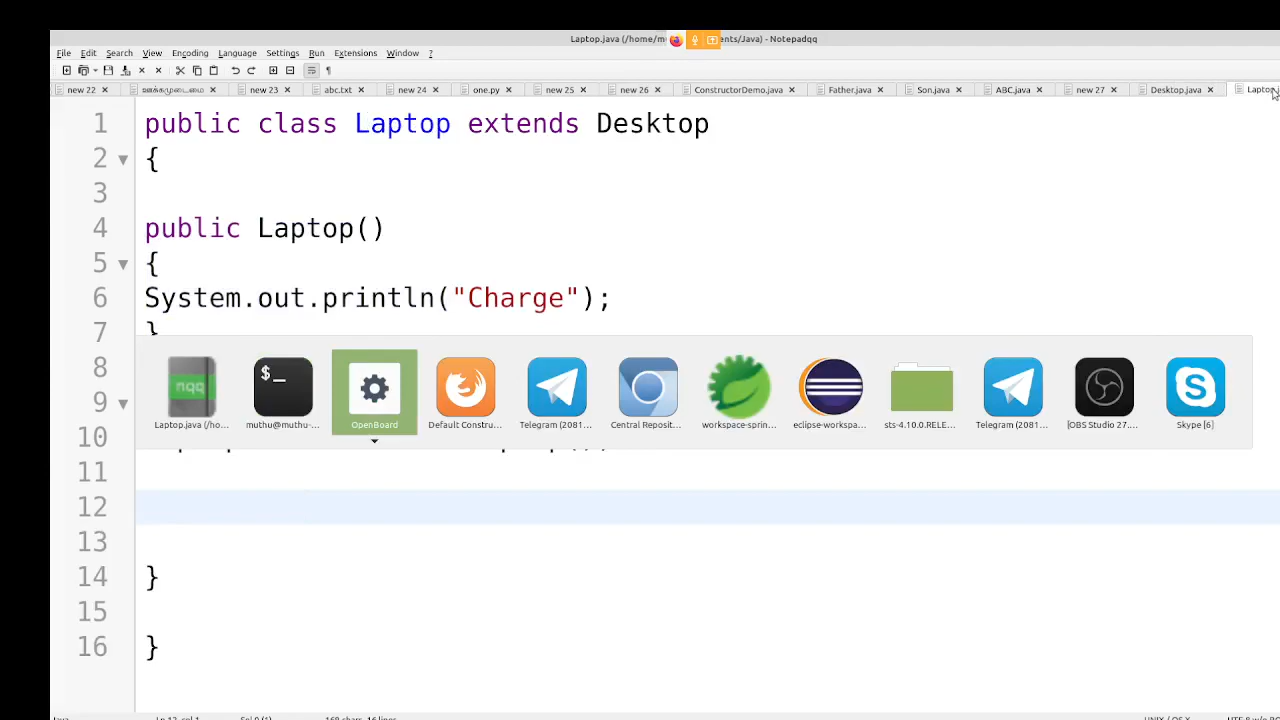 Laptop.java (/home/m ents/Java) - Notepadqq
File Edit Search View Encoding Language Settings Run Extensions Window ?
new 22 ஊக்கமுடைமை new 23 abc.txt new 24 one.py new 25 new 26 ConstructorDemo.java Father.java Son.java ABC.java new 27 Desktop.java Laptop
1 public class Laptop extends Desktop
2 {
3
4 public Laptop()
5 {
6 System.out.println("Charge");
7 }
8
9
10
11
12
13
14 }
15
16 }
nqq $_
Laptop.java (/ho... muthu@muthu-... OpenBoard Default Constru... Telegram (2081... Central Reposit... workspace-sprin... eclipse-workspa... sts-4.10.0.RELE... Telegram (2081... [OBS Studio 27.... Skype [6]